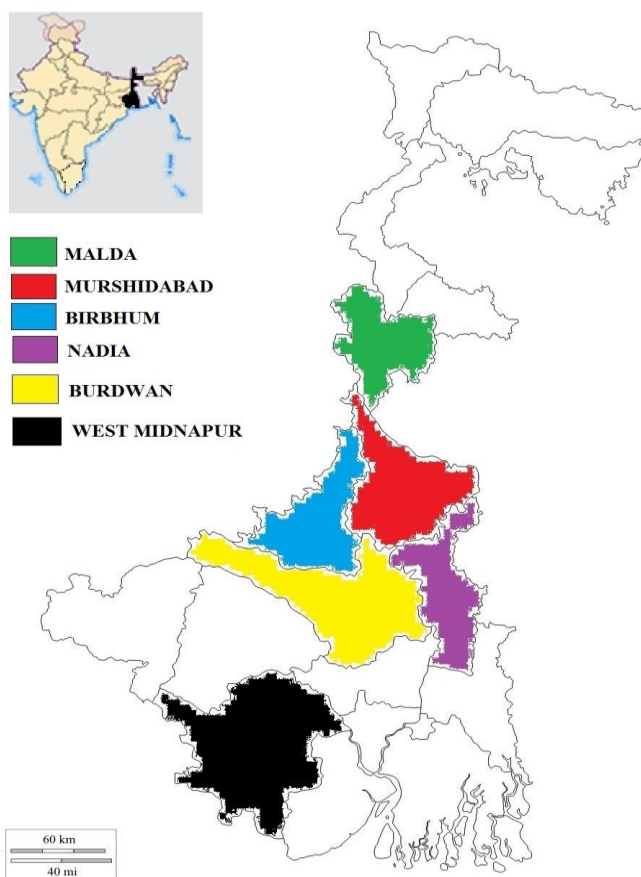 MALDA
MURSHIDABAD
BIRBHUM
NADIA
BURDWAN
WEST MIDNAPUR
60 km
40 mi